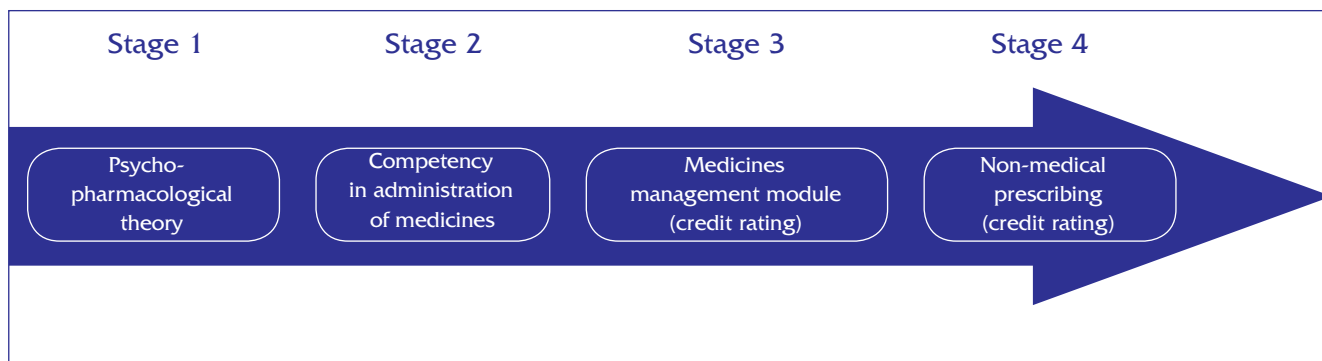 Stage 1
Stage 2
Stage 3
Stage 4
Psycho-
pharmacological
theory
Competency
in administration
of medicines
Medicines
management module
(credit rating)
Non-medical
prescribing
(credit rating)